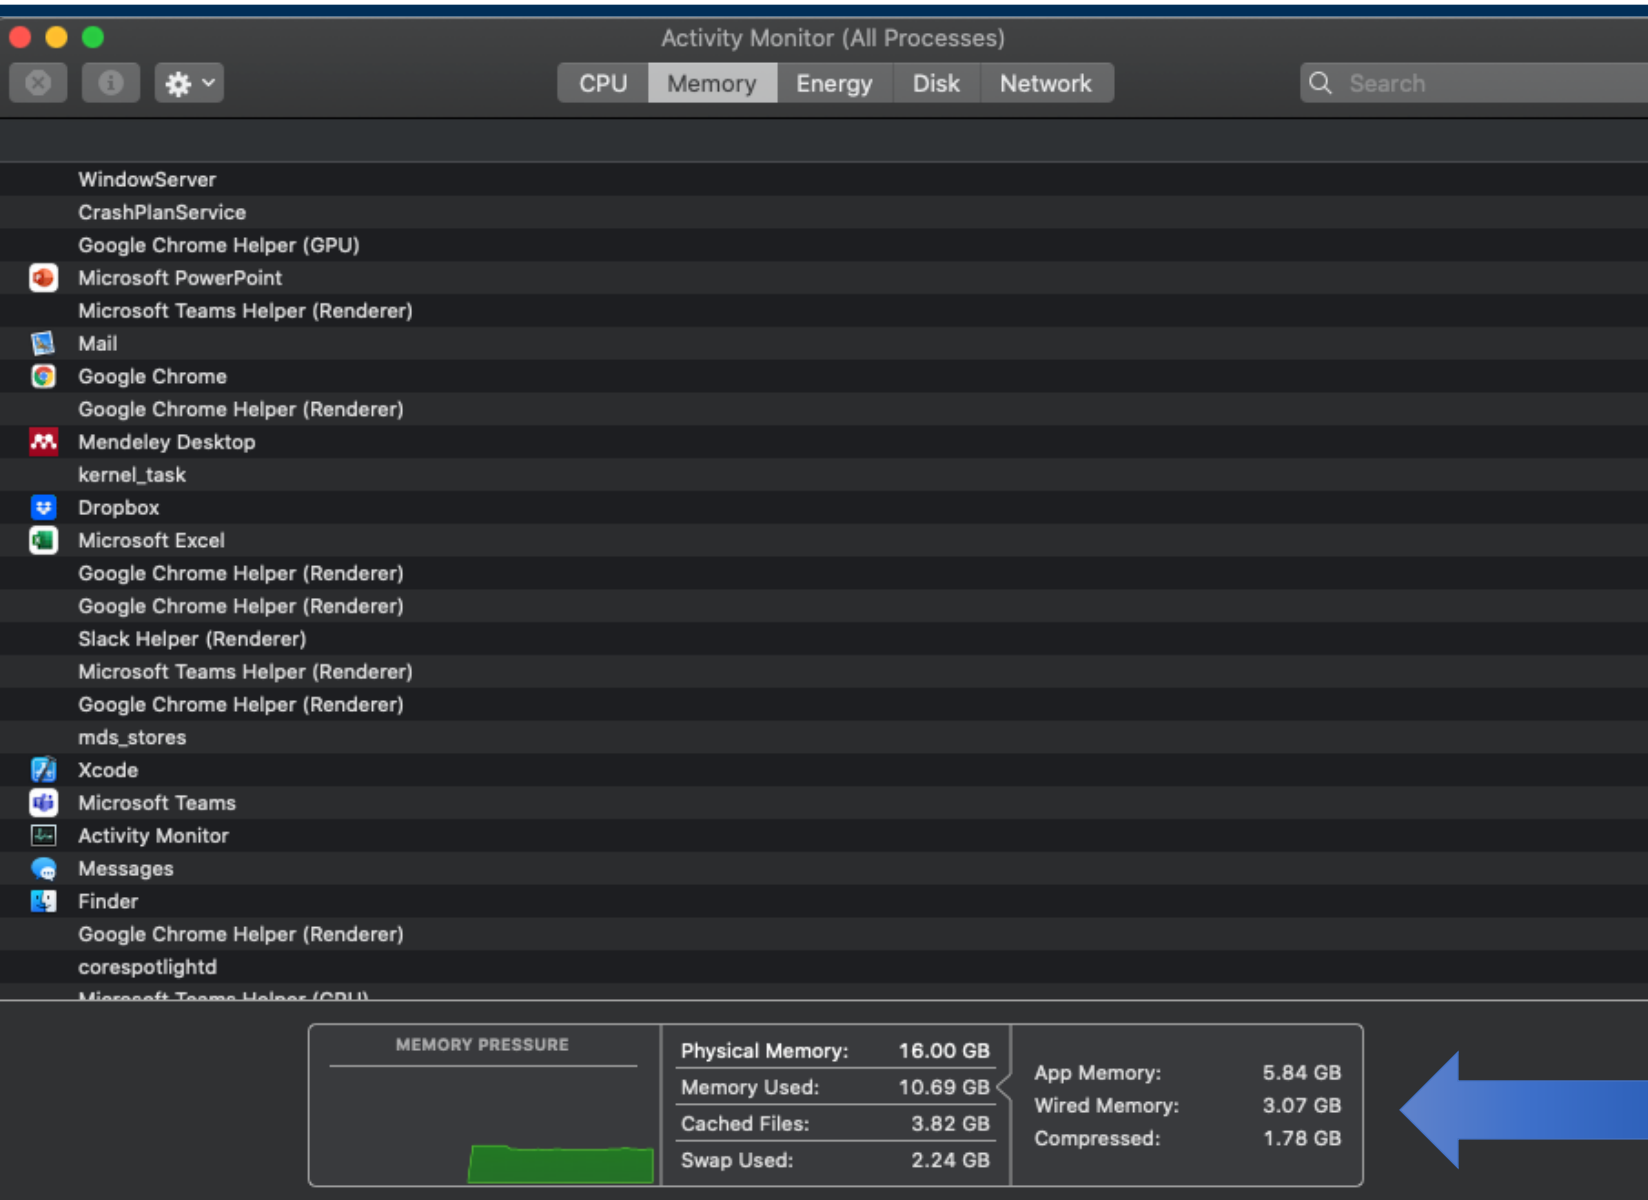 Activity Monitor (All Processes)
CPU Memory Energy Disk Network Search
WindowServer
CrashPlanService
Google Chrome Helper (GPU)
Microsoft PowerPoint
Microsoft Teams Helper (Renderer)
Mail
Google Chrome
Google Chrome Helper (Renderer)
Mendeley Desktop
kernel_task
Dropbox
Microsoft Excel
Google Chrome Helper (Renderer)
Google Chrome Helper (Renderer)
Slack Helper (Renderer)
Microsoft Teams Helper (Renderer)
Google Chrome Helper (Renderer)
mds_stores
Xcode
Microsoft Teams
Activity Monitor
Messages
Finder
Google Chrome Helper (Renderer)
corespotlightd
Microsoft Teams Helper (GPU)
MEMORY PRESSURE
Physical Memory: 16.00 GB
Memory Used: 10.69 GB
Cached Files: 3.82 GB
Swap Used: 2.24 GB
App Memory: 5.84 GB
Wired Memory: 3.07 GB
Compressed: 1.78 GB